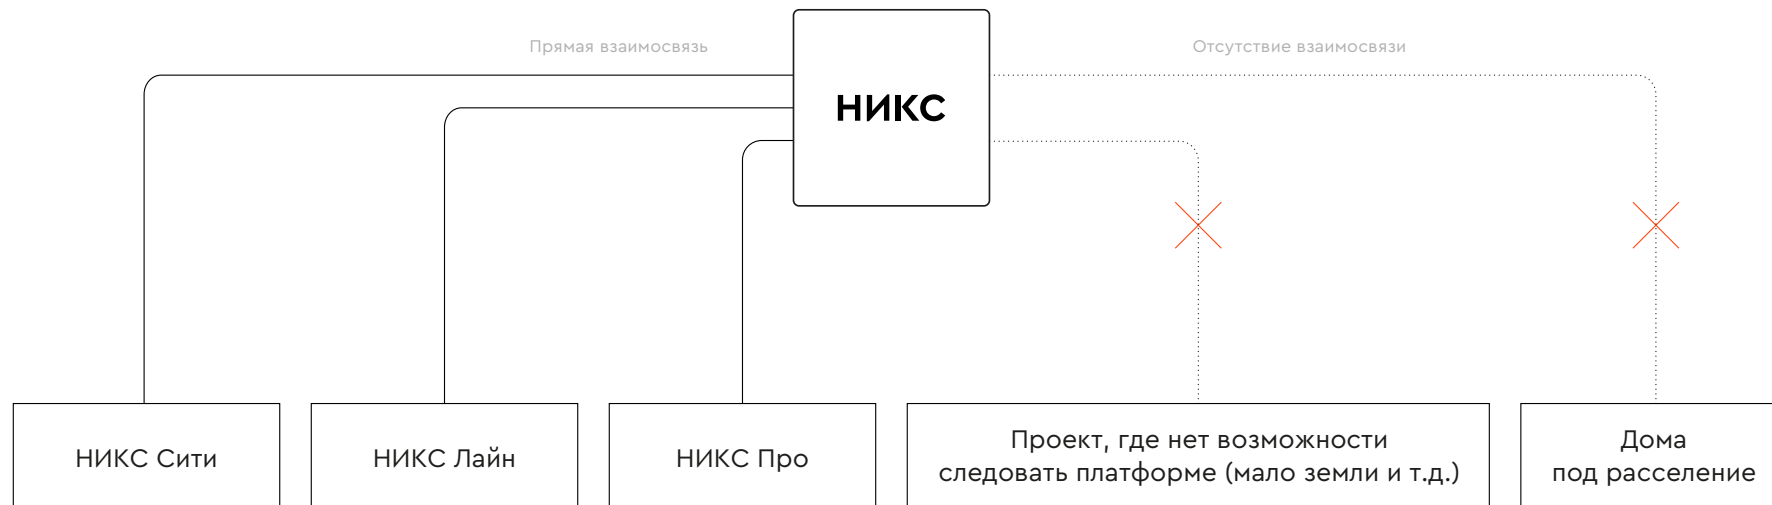 Прямая взаимосвязь
Отсутствие взаимосвязи
НИКС
НИКС Сити
НИКС Лайн
НИКС Про
Проект, где нет возможности
следовать платформе (мало земли и т.д.)
Дома
под расселение